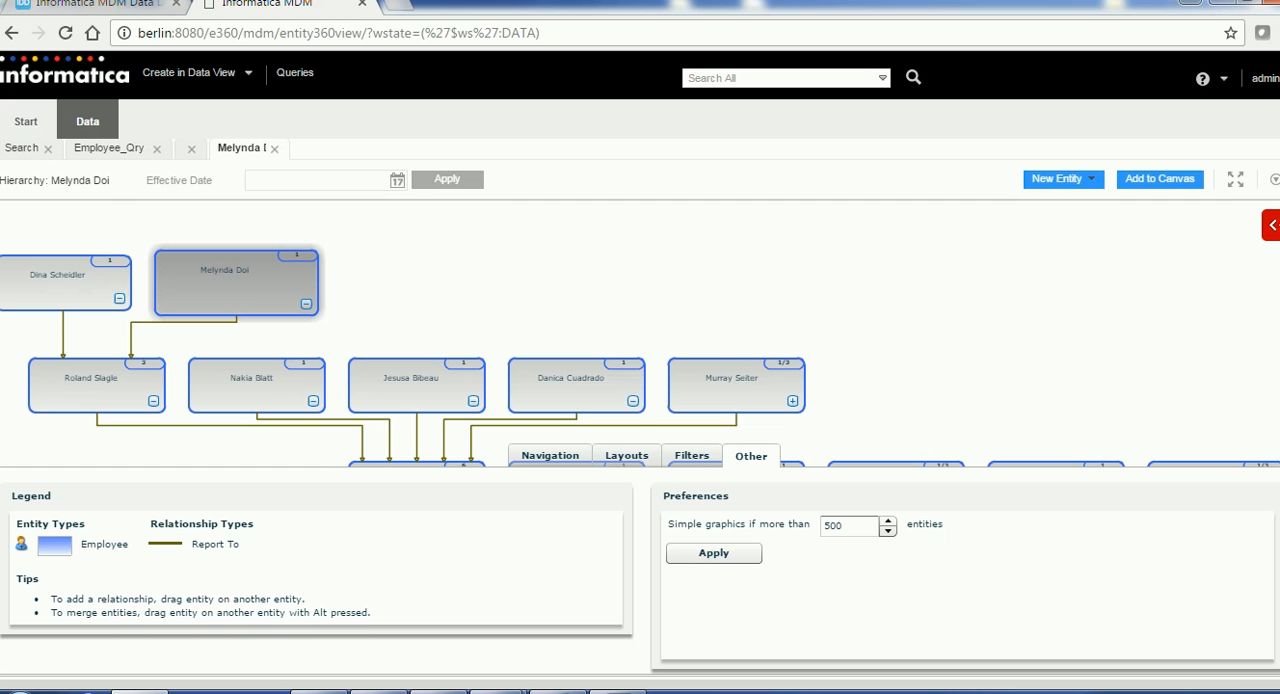 Informatica MDM Data
Informatica MDM
berlin:8080/e360/mdm/entity360view/?wstate=(%27$ws%27:DATA)
informatica
Create in Data View
Queries
Search All
admin
Start
Data
Search
Employee_Qry
Melynda
Hierarchy: Melynda Doi
Effective Date
17
Apply
New Entity
Add to Canvas
1
Dina Scheidler
1
Melynda Doi
3
Roland Slagle
1
Nakia Blatt
1
Jesusa Bibeau
1
Danica Cuadrado
1/3
Murray Seiter
Navigation
Layouts
Filters
Other
Legend
Entity Types
Relationship Types
Employee
Report To
Tips
To add a relationship, drag entity on another entity.
To merge entities, drag entity on another entity with Alt pressed.
Preferences
Simple graphics if more than 500 entities
Apply